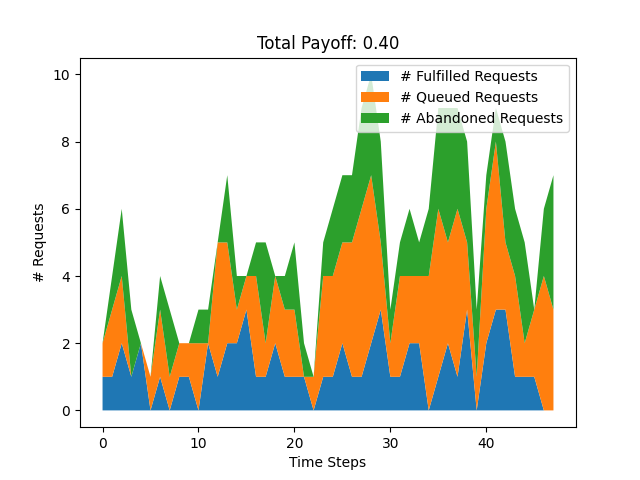 Total Payoff: 0.40
# Fulfilled Requests
# Queued Requests
# Abandoned Requests
10
8
6
4
2
0
# Requests
0 10 20 30 40
Time Steps